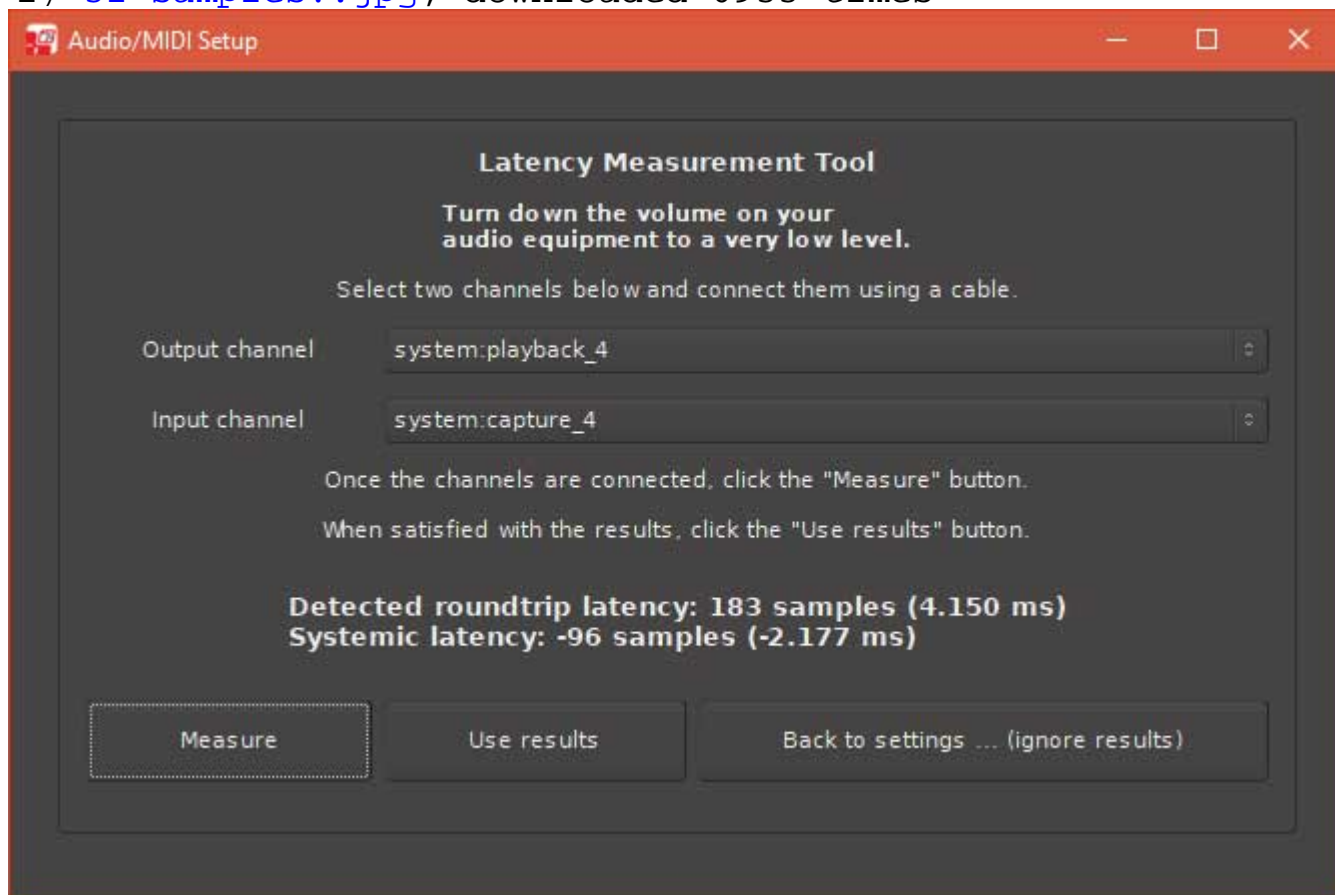 Audio/MIDI Setup
Latency Measurement Tool
Turn down the volume on your
audio equipment to a very low level.
Select two channels below and connect them using a cable.
Output channel system:playback_4
Input channel system:capture_4
Once the channels are connected, click the "Measure" button.
When satisfied with the results, click the "Use results" button.
Detected roundtrip latency: 183 samples (4.150 ms)
Systemic latency: -96 samples (-2.177 ms)
Measure Use results Back to settings ... (ignore results)